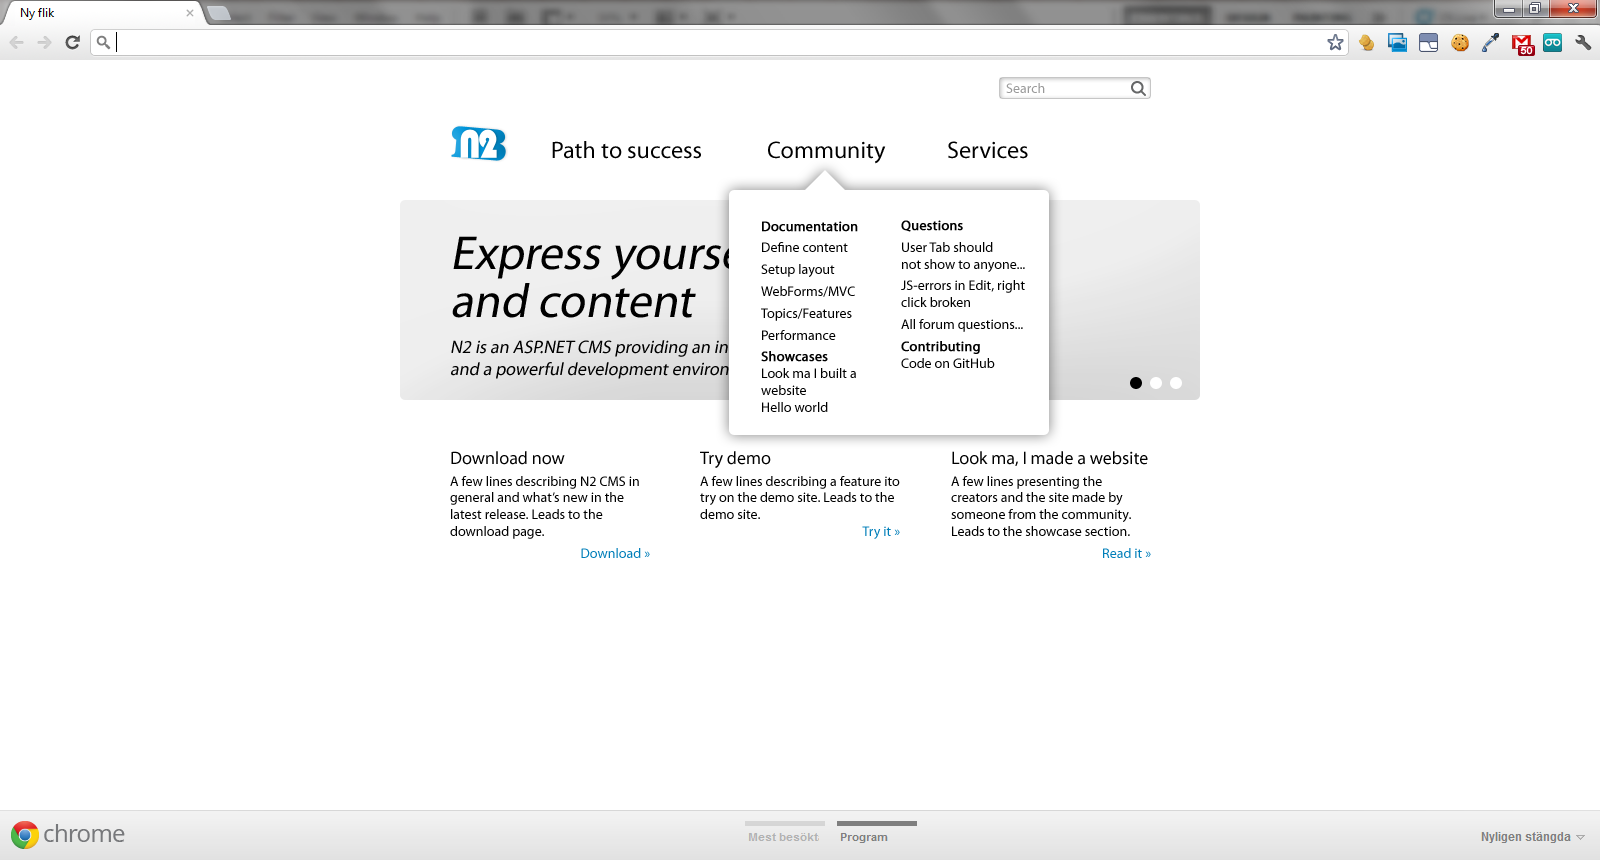 Ny flik
50
Search
N2
Path to success
Community
Services
Express yourse
and content
N2 is an ASP.NET CMS providing an in
and a powerful development environ
Documentation
Define content
Setup layout
WebForms/MVC
Topics/Features
Performance
Showcases
Look ma I built a
website
Hello world
Questions
User Tab should
not show to anyone...
JS-errors in Edit, right
click broken
All forum questions...
Contributing
Code on GitHub
Download now
A few lines describing N2 CMS in
general and what's new in the
latest release. Leads to the
download page.
Download »
Try demo
A few lines describing a feature ito
try on the demo site. Leads to the
demo site.
Try it »
Look ma, I made a website
A few lines presenting the
creators and the site made by
someone from the community.
Leads to the showcase section.
Read it »
chrome
Mest besökt
Program
Nyligen stängda